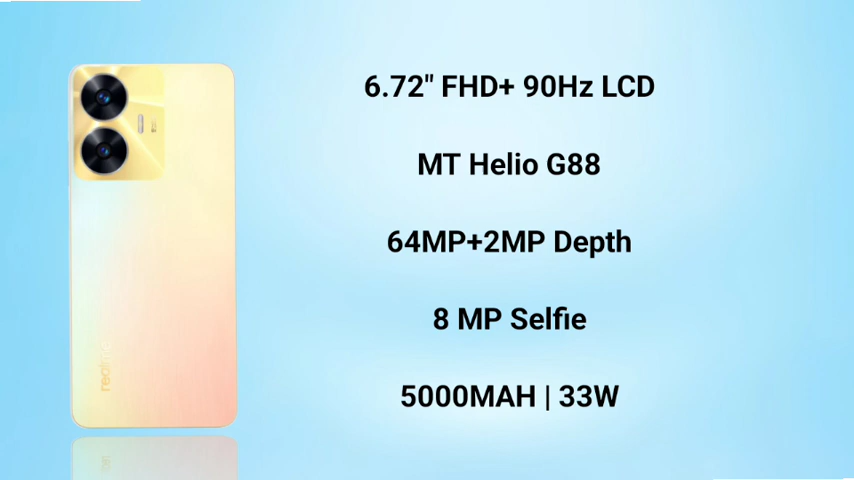 6.72" FHD+ 90Hz LCD
MT Helio G88
64MP+2MP Depth
8 MP Selfie
5000MAH | 33W
realme